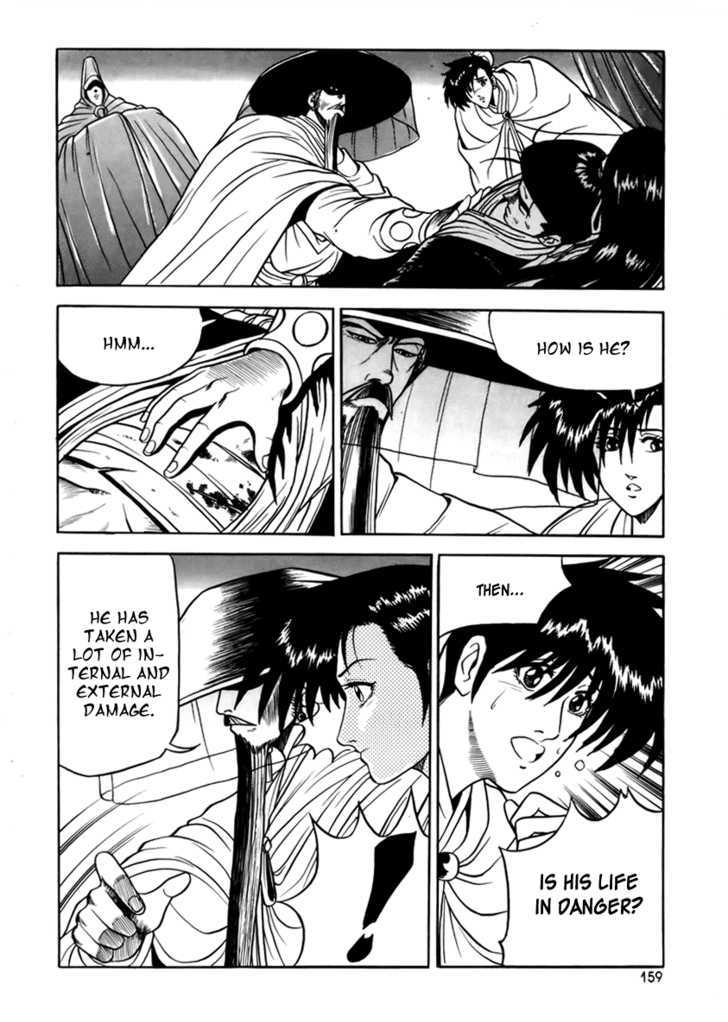 HMM...
HOW IS HE?
HE HAS
TAKEN A
LOT OF IN-
TERNAL AND
EXTERNAL
DAMAGE.
!
THEN...
IS HIS LIFE
IN DANGER?
159